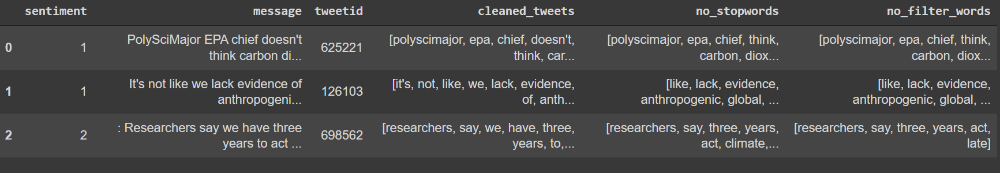 sentiment message tweetid cleaned_tweets no_stopwords no_filter_words
0 1 PolySciMajor EPA chief doesn't think carbon di... 625221 [polyscimajor, epa, chief, doesn't, think, car... [polyscimajor, epa, chief, think, carbon, diox... [polyscimajor, epa, chief, think, carbon, diox...
1 1 It's not like we lack evidence of anthropogeni... 126103 [it's, not, like, we, lack, evidence, of, anth... [like, lack, evidence, anthropogenic, global, ... [like, lack, evidence, anthropogenic, global, ...
2 2 : Researchers say we have three years to act ... 698562 [researchers, say, we, have, three, years, to,... [researchers, say, three, years, act, climate,... [researchers, say, three, years, act, late]